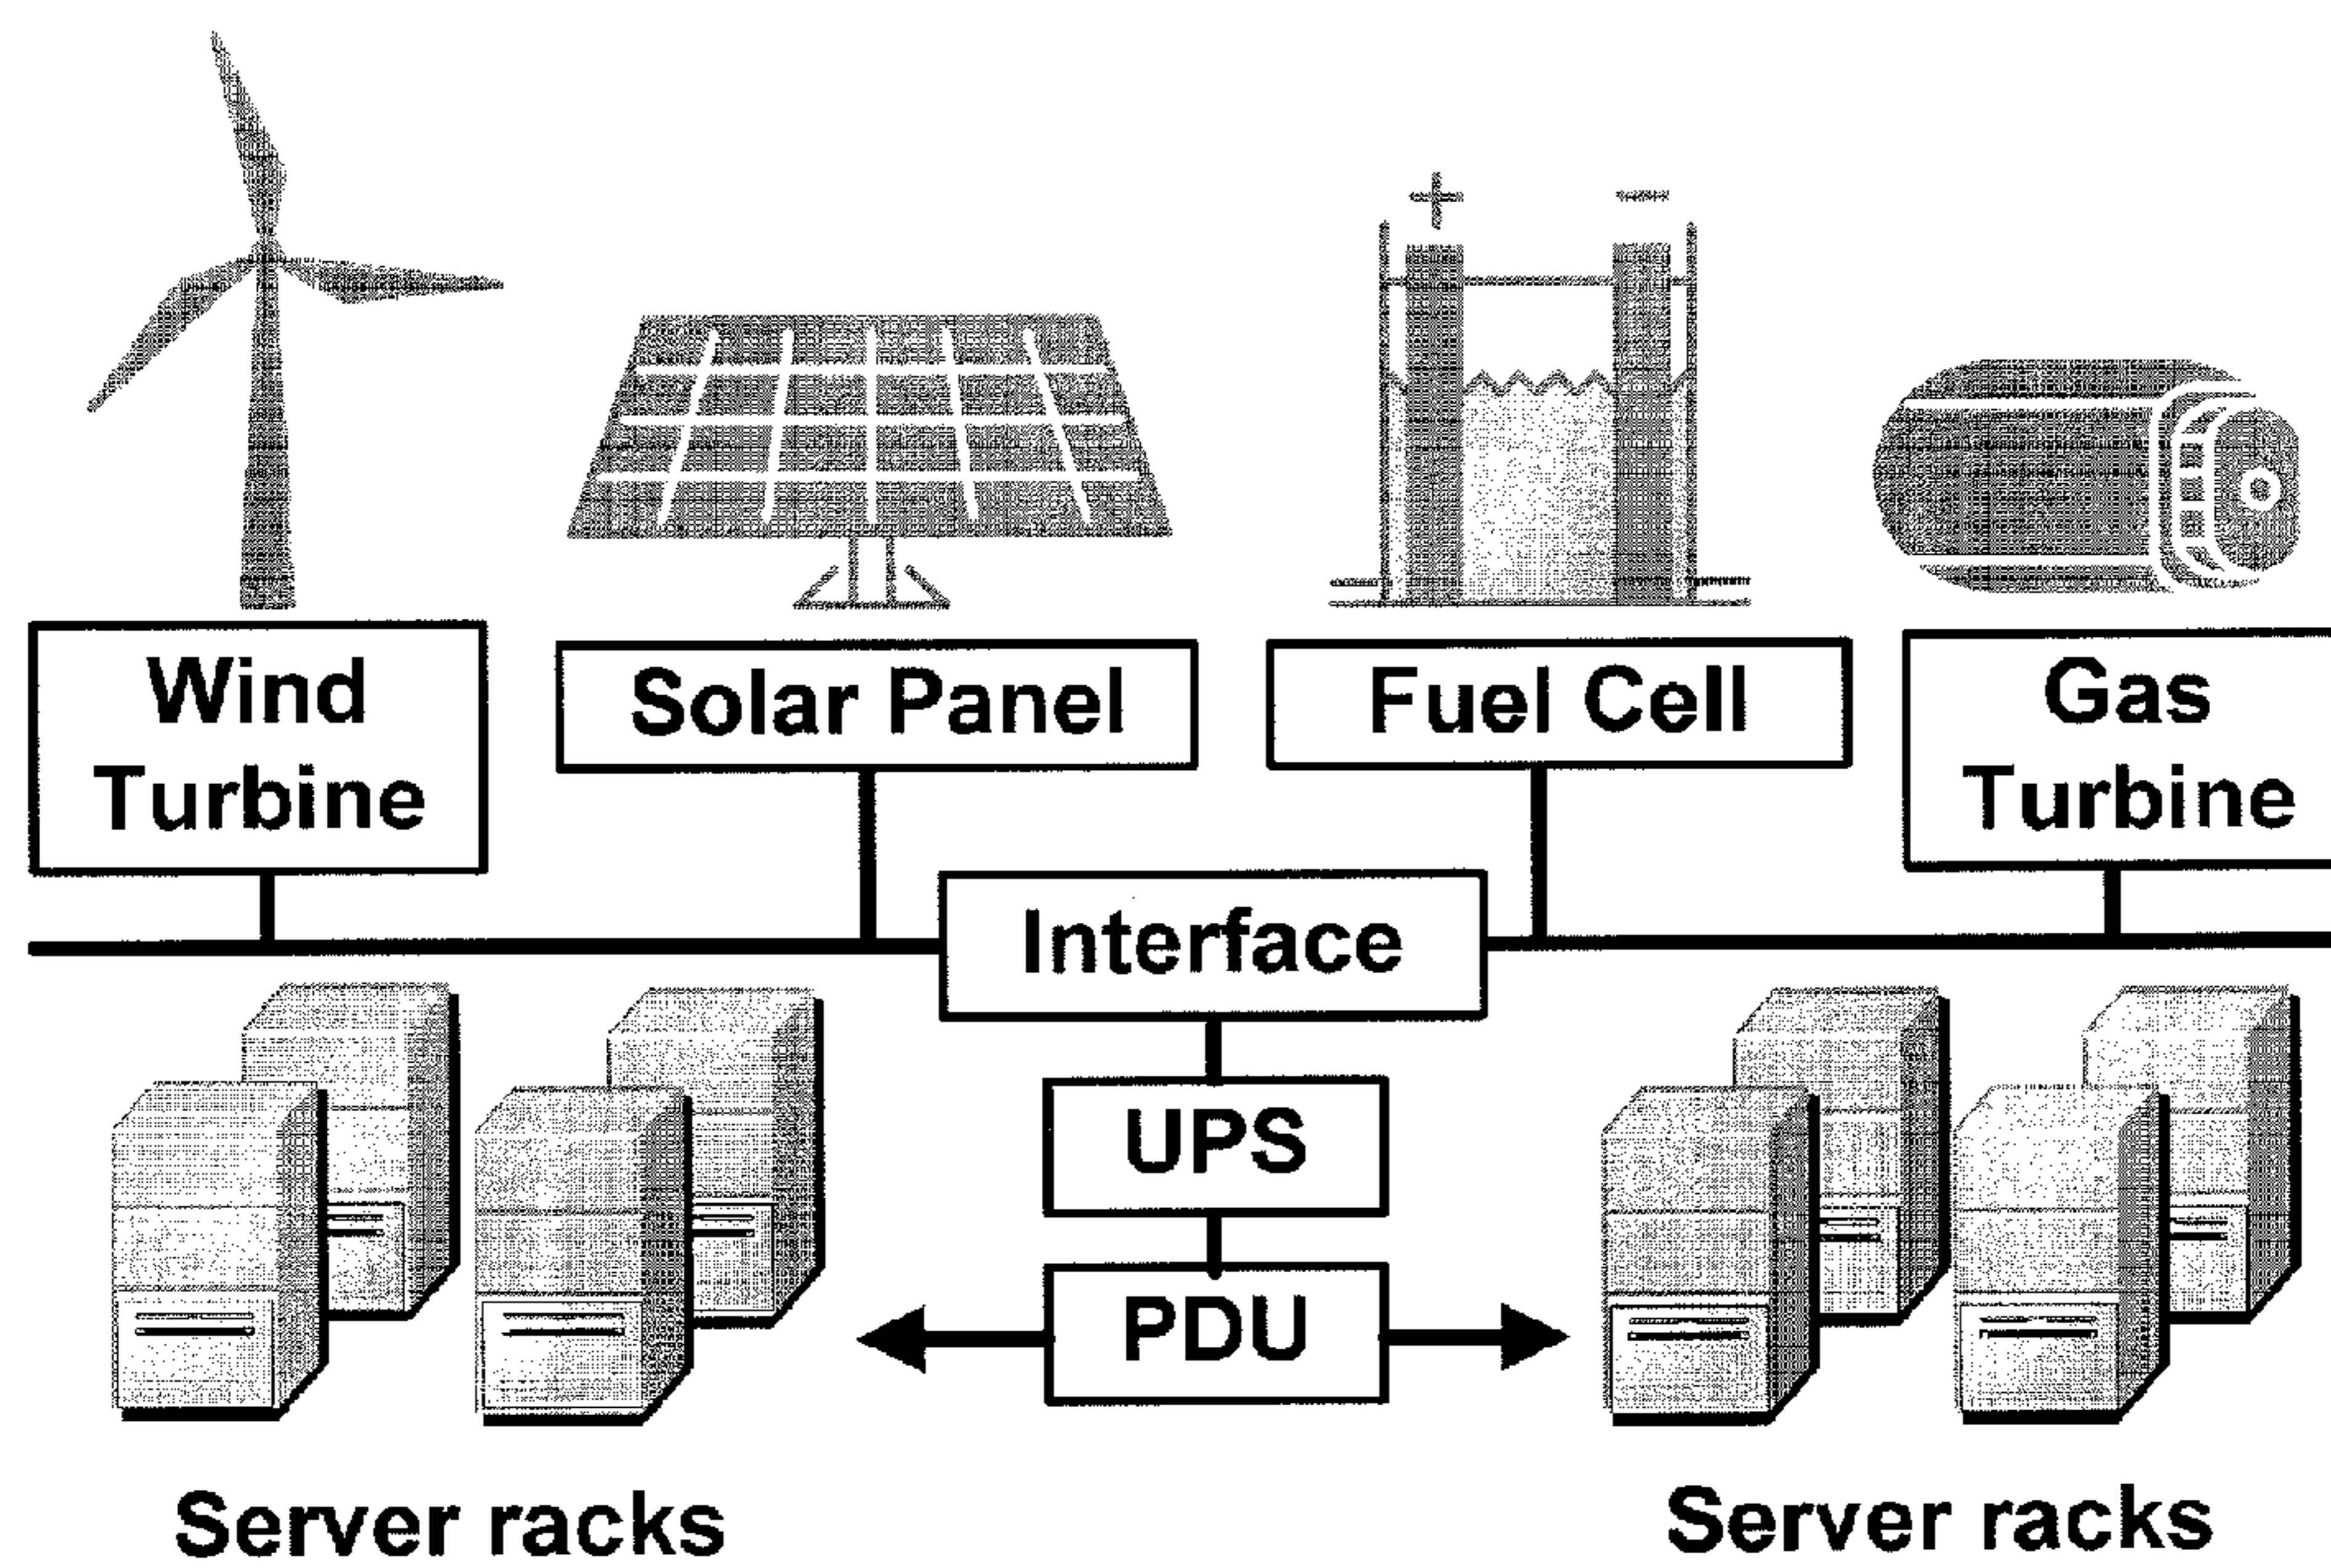 + −
Wind
Turbine
Solar Panel
Fuel Cell
Gas
Turbine
Interface
UPS
PDU
Server racks
Server racks